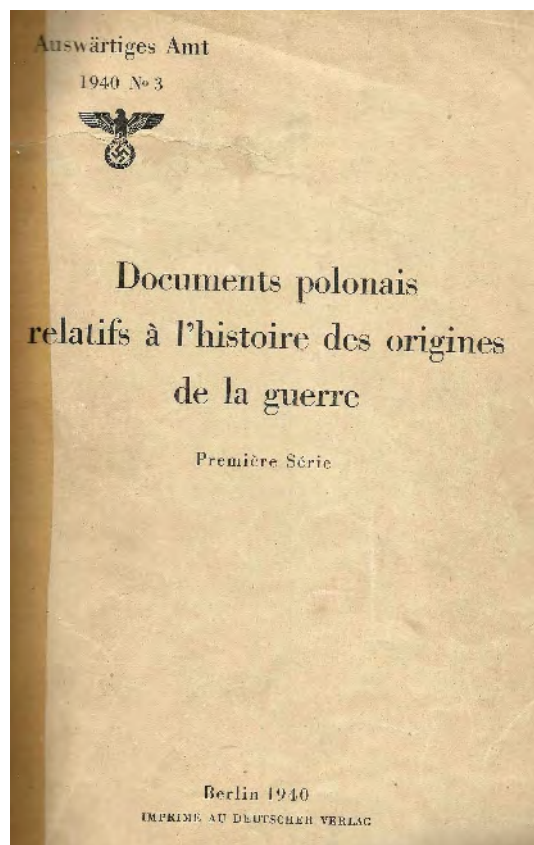 Auswärtiges Amt
1940 No 3
Documents polonais
relatifs à l'histoire des origines
de la guerre
Première Série
Berlin 1940
IMPRIMÉ AU DEUTSCHER VERLAG